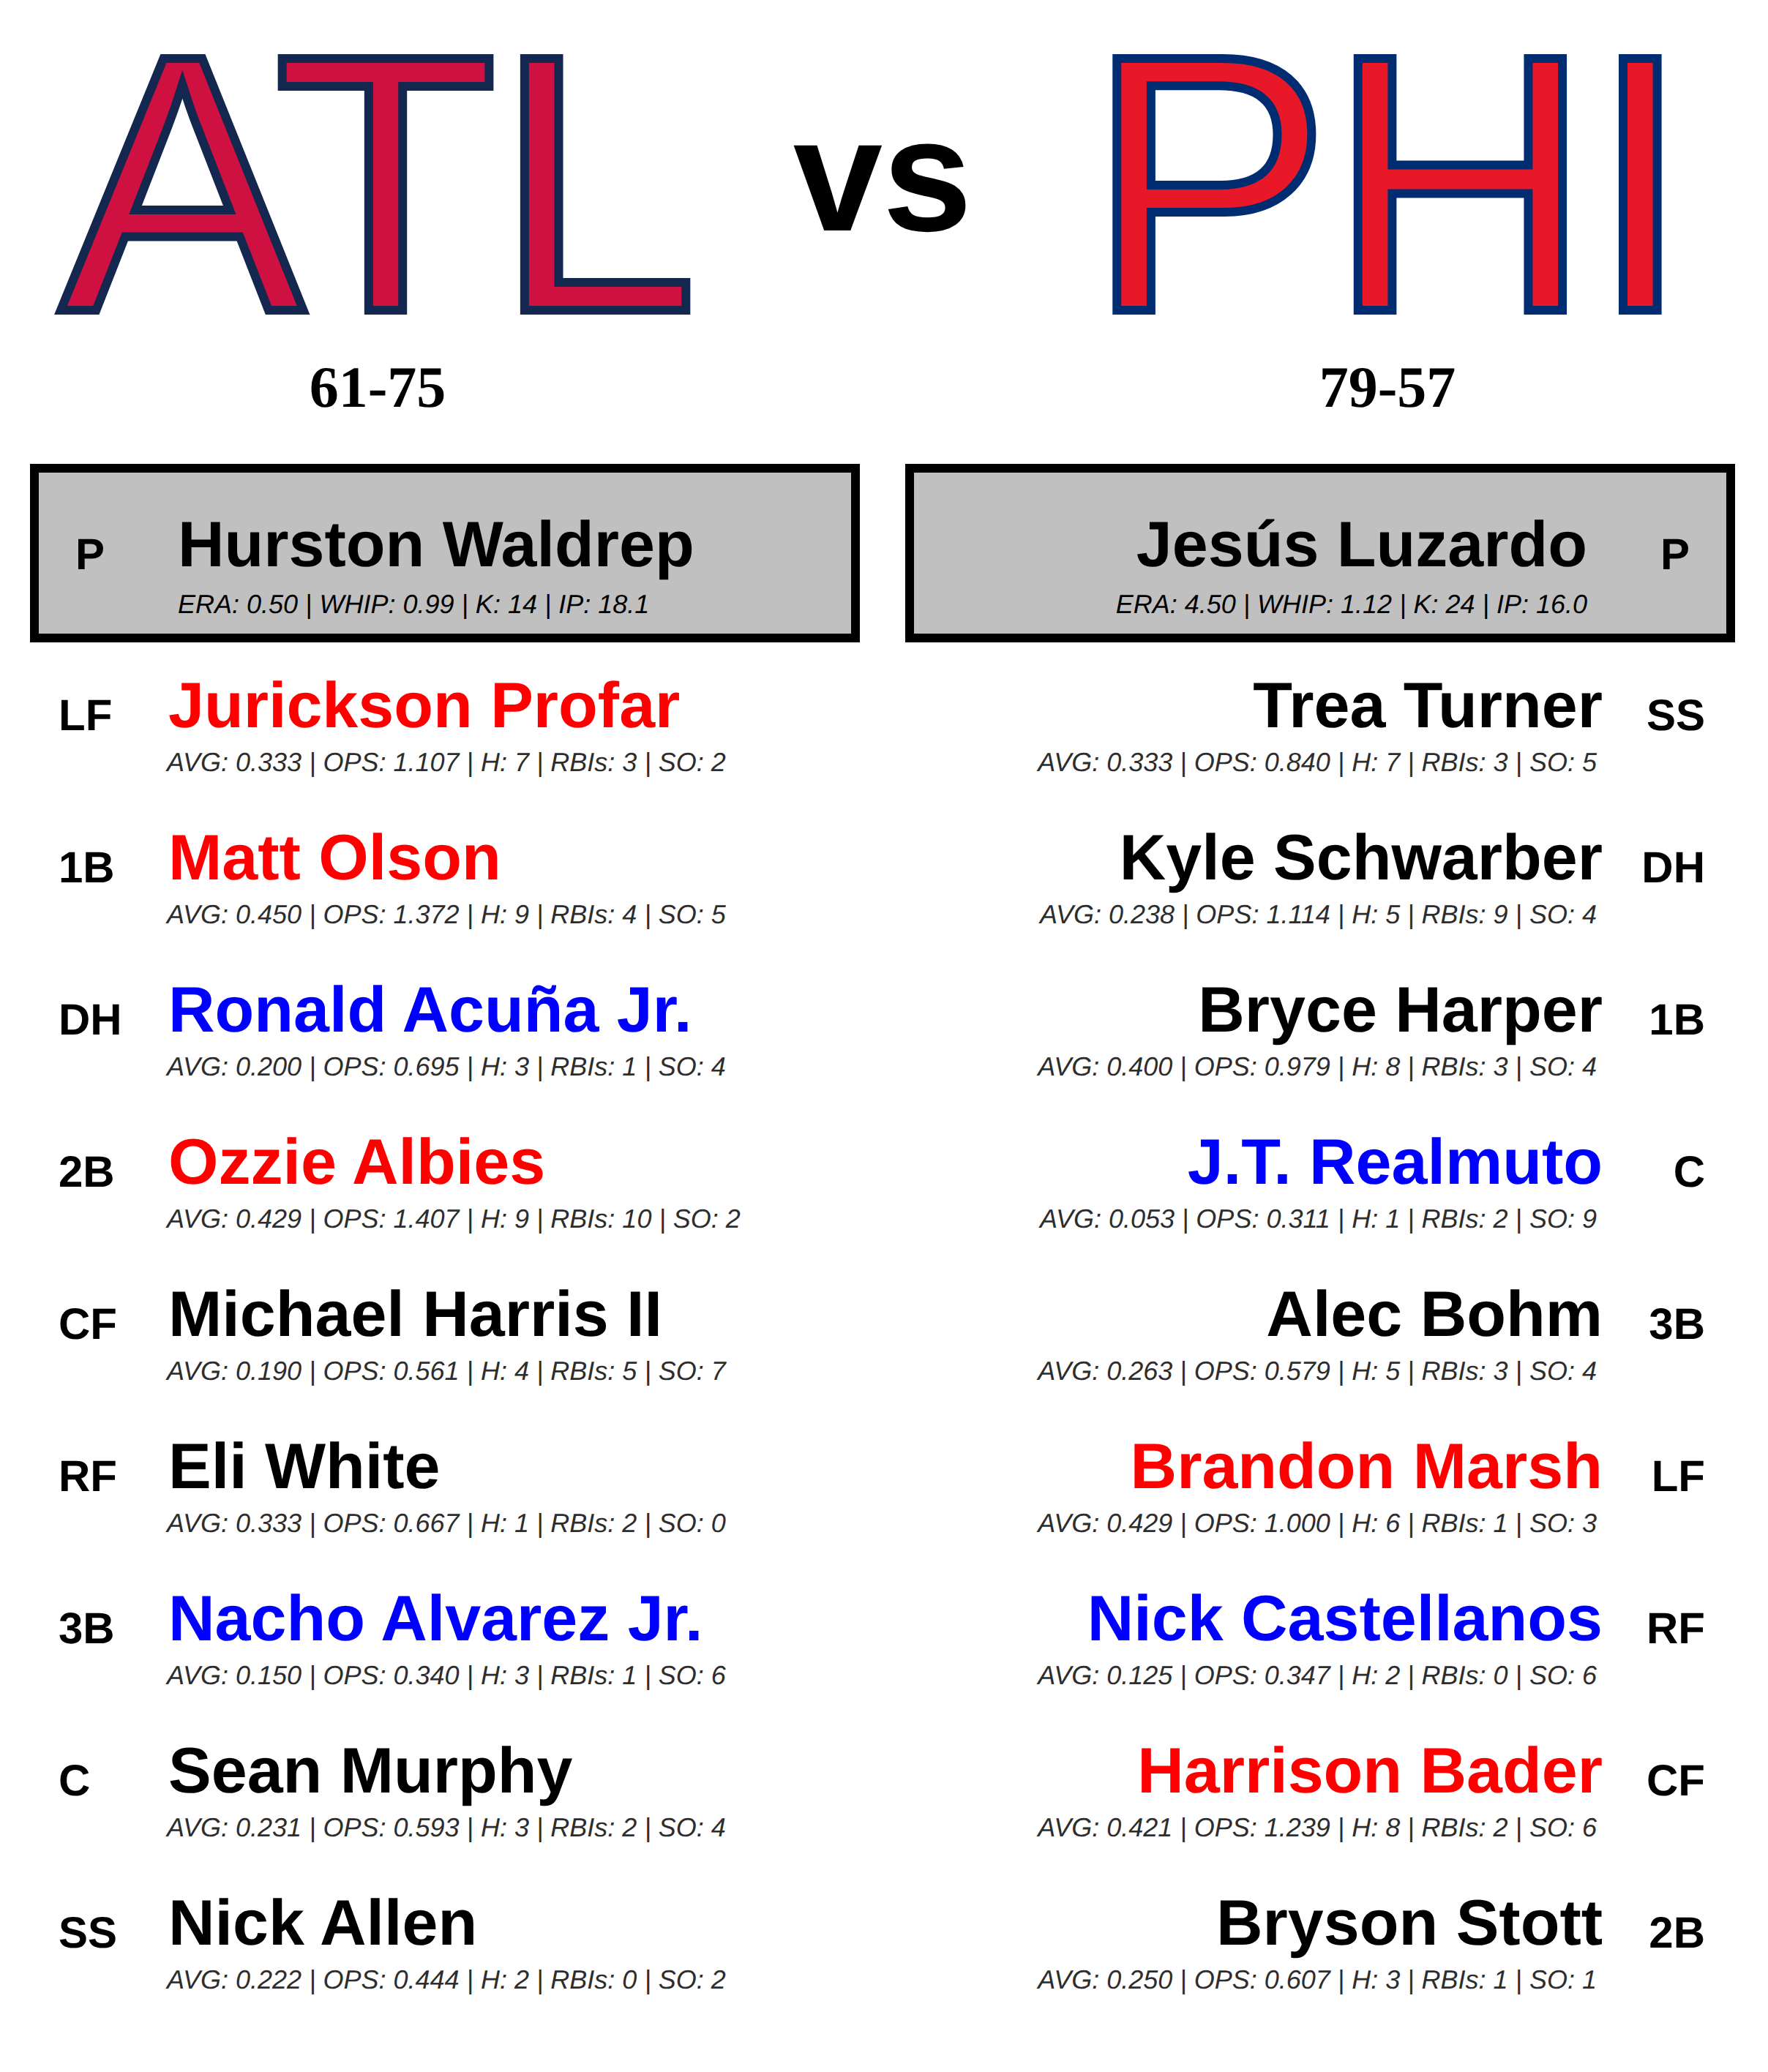 ATL vs PHI
61-75 79-57
P Hurston Waldrep
ERA: 0.50 | WHIP: 0.99 | K: 14 | IP: 18.1
Jesús Luzardo P
ERA: 4.50 | WHIP: 1.12 | K: 24 | IP: 16.0
LF Jurickson Profar
AVG: 0.333 | OPS: 1.107 | H: 7 | RBIs: 3 | SO: 2
1B Matt Olson
AVG: 0.450 | OPS: 1.372 | H: 9 | RBIs: 4 | SO: 5
DH Ronald Acuña Jr.
AVG: 0.200 | OPS: 0.695 | H: 3 | RBIs: 1 | SO: 4
2B Ozzie Albies
AVG: 0.429 | OPS: 1.407 | H: 9 | RBIs: 10 | SO: 2
CF Michael Harris II
AVG: 0.190 | OPS: 0.561 | H: 4 | RBIs: 5 | SO: 7
RF Eli White
AVG: 0.333 | OPS: 0.667 | H: 1 | RBIs: 2 | SO: 0
3B Nacho Alvarez Jr.
AVG: 0.150 | OPS: 0.340 | H: 3 | RBIs: 1 | SO: 6
C Sean Murphy
AVG: 0.231 | OPS: 0.593 | H: 3 | RBIs: 2 | SO: 4
SS Nick Allen
AVG: 0.222 | OPS: 0.444 | H: 2 | RBIs: 0 | SO: 2
Trea Turner SS
AVG: 0.333 | OPS: 0.840 | H: 7 | RBIs: 3 | SO: 5
Kyle Schwarber DH
AVG: 0.238 | OPS: 1.114 | H: 5 | RBIs: 9 | SO: 4
Bryce Harper 1B
AVG: 0.400 | OPS: 0.979 | H: 8 | RBIs: 3 | SO: 4
J.T. Realmuto C
AVG: 0.053 | OPS: 0.311 | H: 1 | RBIs: 2 | SO: 9
Alec Bohm 3B
AVG: 0.263 | OPS: 0.579 | H: 5 | RBIs: 3 | SO: 4
Brandon Marsh LF
AVG: 0.429 | OPS: 1.000 | H: 6 | RBIs: 1 | SO: 3
Nick Castellanos RF
AVG: 0.125 | OPS: 0.347 | H: 2 | RBIs: 0 | SO: 6
Harrison Bader CF
AVG: 0.421 | OPS: 1.239 | H: 8 | RBIs: 2 | SO: 6
Bryson Stott 2B
AVG: 0.250 | OPS: 0.607 | H: 3 | RBIs: 1 | SO: 1